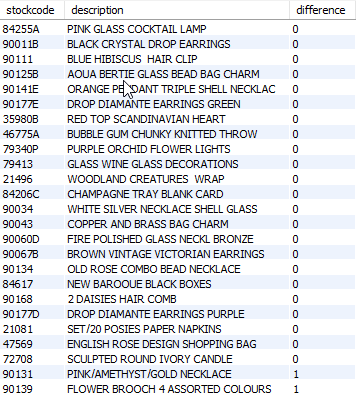 stockcode description difference
84255A PINK GLASS COCKTAIL LAMP 0
90011B BLACK CRYSTAL DROP EARRINGS 0
90111 BLUE HIBISCUS HAIR CLIP 0
90125B AQUA BERTIE GLASS BEAD BAG CHARM 0
90141E ORANGE PENDANT TRIPLE SHELL NECKLAC 0
90177E DROP DIAMANTE EARRINGS GREEN 0
35980B RED TOP SCANDINAVIAN HEART 0
46775A BUBBLE GUM CHUNKY KNITTED THROW 0
79340P PURPLE ORCHID FLOWER LIGHTS 0
79413 GLASS WINE GLASS DECORATIONS 0
21496 WOODLAND CREATURES WRAP 0
84206C CHAMPAGNE TRAY BLANK CARD 0
90034 WHITE SILVER NECKLACE SHELL GLASS 0
90043 COPPER AND BRASS BAG CHARM 0
90060D FIRE POLISHED GLASS NECKL BRONZE 0
90067B BROWN VINTAGE VICTORIAN EARRINGS 0
90134 OLD ROSE COMBO BEAD NECKLACE 0
84617 NEW BAROQUE BLACK BOXES 0
90168 2 DAISIES HAIR COMB 0
90177D DROP DIAMANTE EARRINGS PURPLE 0
21081 SET/20 POSIES PAPER NAPKINS 0
47569 ENGLISH ROSE DESIGN SHOPPING BAG 0
72708 SCULPTED ROUND IVORY CANDLE 0
90131 PINK/AMETHYST/GOLD NECKLACE 1
90139 FLOWER BROOCH 4 ASSORTED COLOURS 1